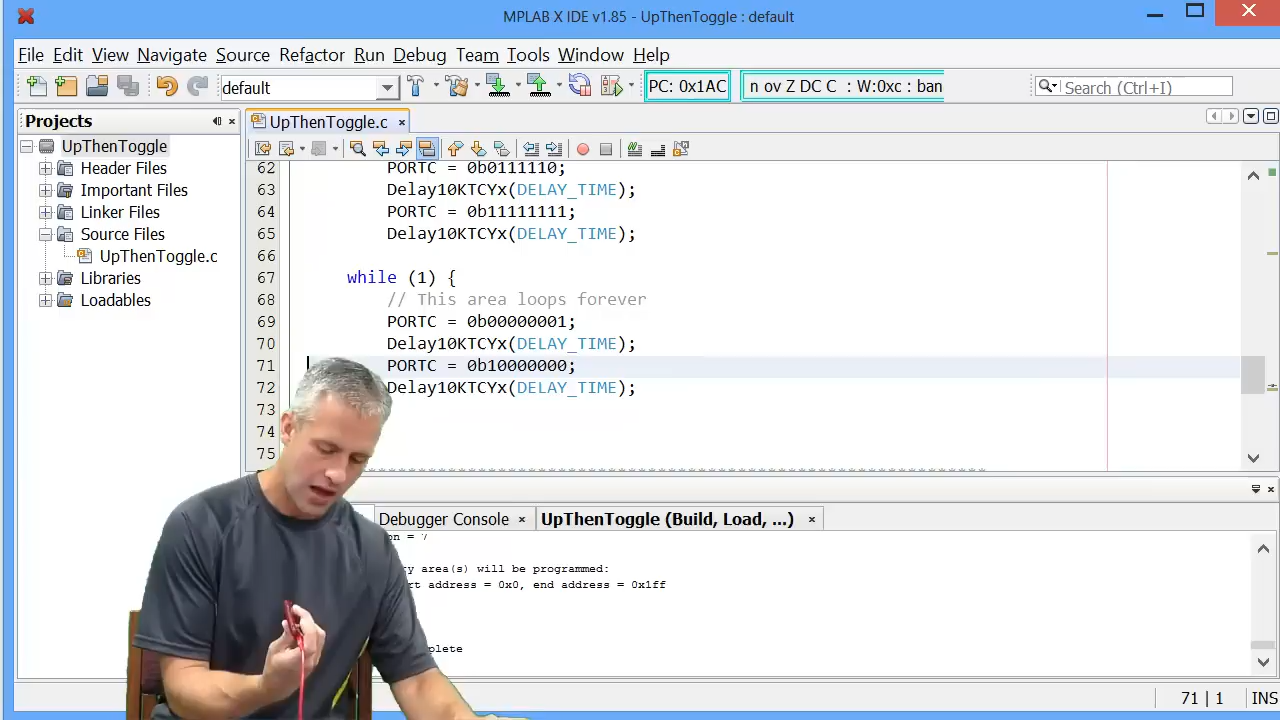 MPLAB X IDE v1.85 - UpThenToggle : default
File Edit View Navigate Source Refactor Run Debug Team Tools Window Help
default PC: 0x1AC n ov Z DC C : W:0xc : ban Search (Ctrl+I)
Projects
UpThenToggle
Header Files
Important Files
Linker Files
Source Files
UpThenToggle.c
Libraries
Loadables
UpThenToggle.c
62 PORTC = 0b0111110;
63 Delay10KTCYx(DELAY_TIME);
64 PORTC = 0b11111111;
65 Delay10KTCYx(DELAY_TIME);
66
67 while (1) {
68 // This area loops forever
69 PORTC = 0b00000001;
70 Delay10KTCYx(DELAY_TIME);
71 PORTC = 0b10000000;
72 Delay10KTCYx(DELAY_TIME);
73
74
75
Debugger Console UpThenToggle (Build, Load, ...)
on = 7
ry area(s) will be programmed:
rt address = 0x0, end address = 0x1ff
plete
71 | 1 INS